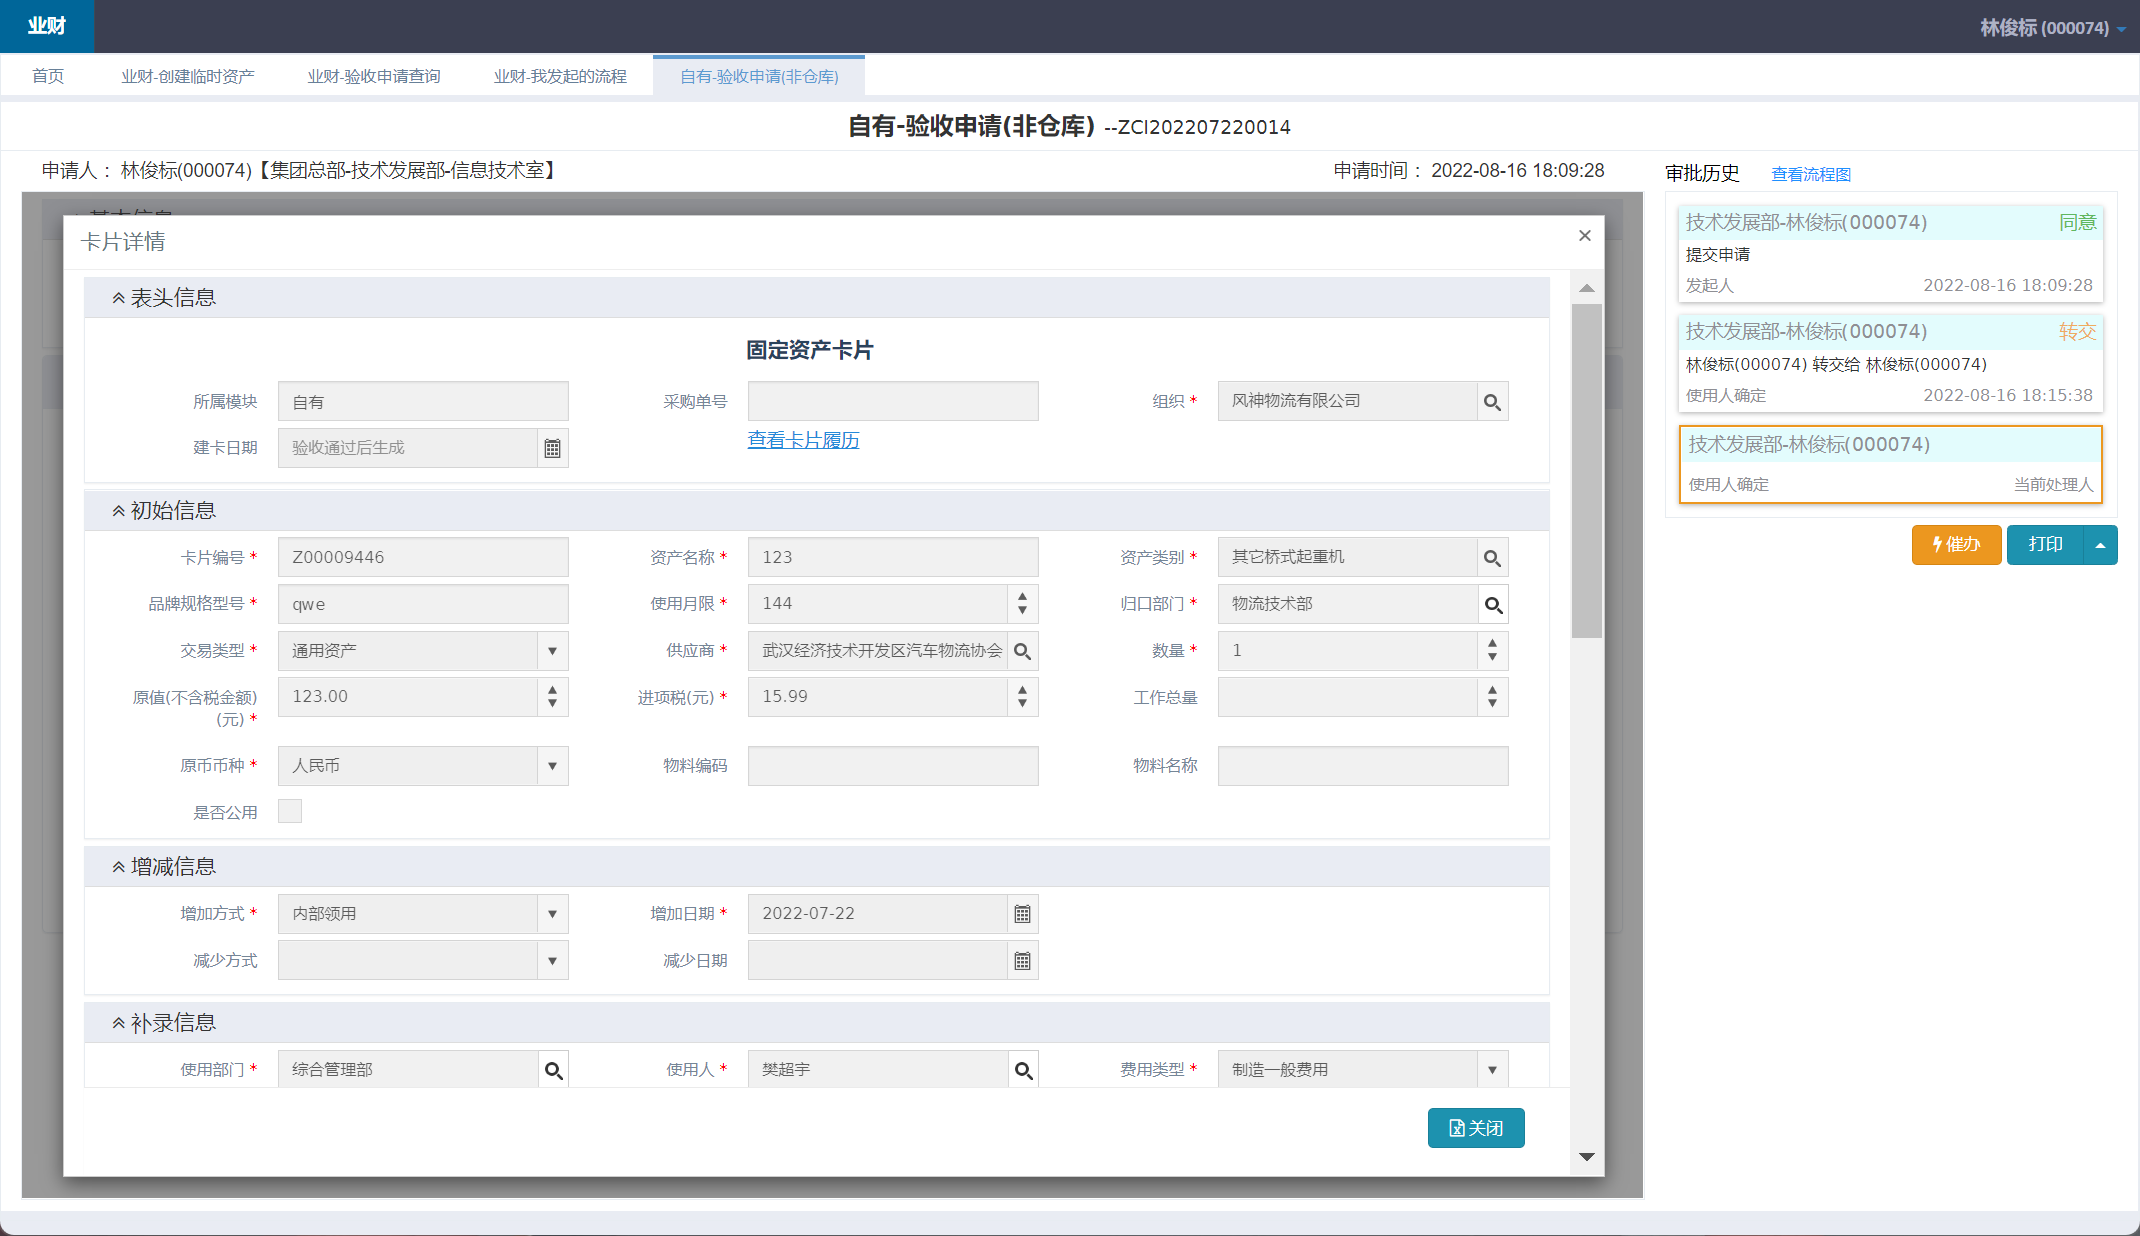 业财
林俊标 (000074)
首页
业财-创建临时资产
业财-验收申请查询
业财-我发起的流程
自有-验收申请(非仓库)
自有-验收申请(非仓库) --ZCI202207220014
申请人： 林俊标(000074)【集团总部-技术发展部-信息技术室】
申请时间： 2022-08-16 18:09:28
卡片详情
×
表头信息
固定资产卡片
所属模块 自有
采购单号
组织 * 风神物流有限公司
建卡日期 验收通过后生成
查看卡片履历
初始信息
卡片编号 * Z00009446
资产名称 * 123
资产类别 * 其它桥式起重机
品牌规格型号 * qwe
使用月限 * 144
归口部门 * 物流技术部
交易类型 * 通用资产
供应商 * 武汉经济技术开发区汽车物流协会
数量 * 1
原值(不含税金额)
(元) *
123.00
进项税(元) * 15.99
工作总量
原币币种 * 人民币
物料编码
物料名称
是否公用
增减信息
增加方式 * 内部领用
增加日期 * 2022-07-22
减少方式
减少日期
补录信息
使用部门 * 综合管理部
使用人 * 樊超宇
费用类型 * 制造一般费用
关闭
审批历史
查看流程图
技术发展部-林俊标(000074) 同意
提交申请
发起人 2022-08-16 18:09:28
技术发展部-林俊标(000074) 转交
林俊标(000074) 转交给 林俊标(000074)
使用人确定 2022-08-16 18:15:38
技术发展部-林俊标(000074)
使用人确定 当前处理人
催办
打印